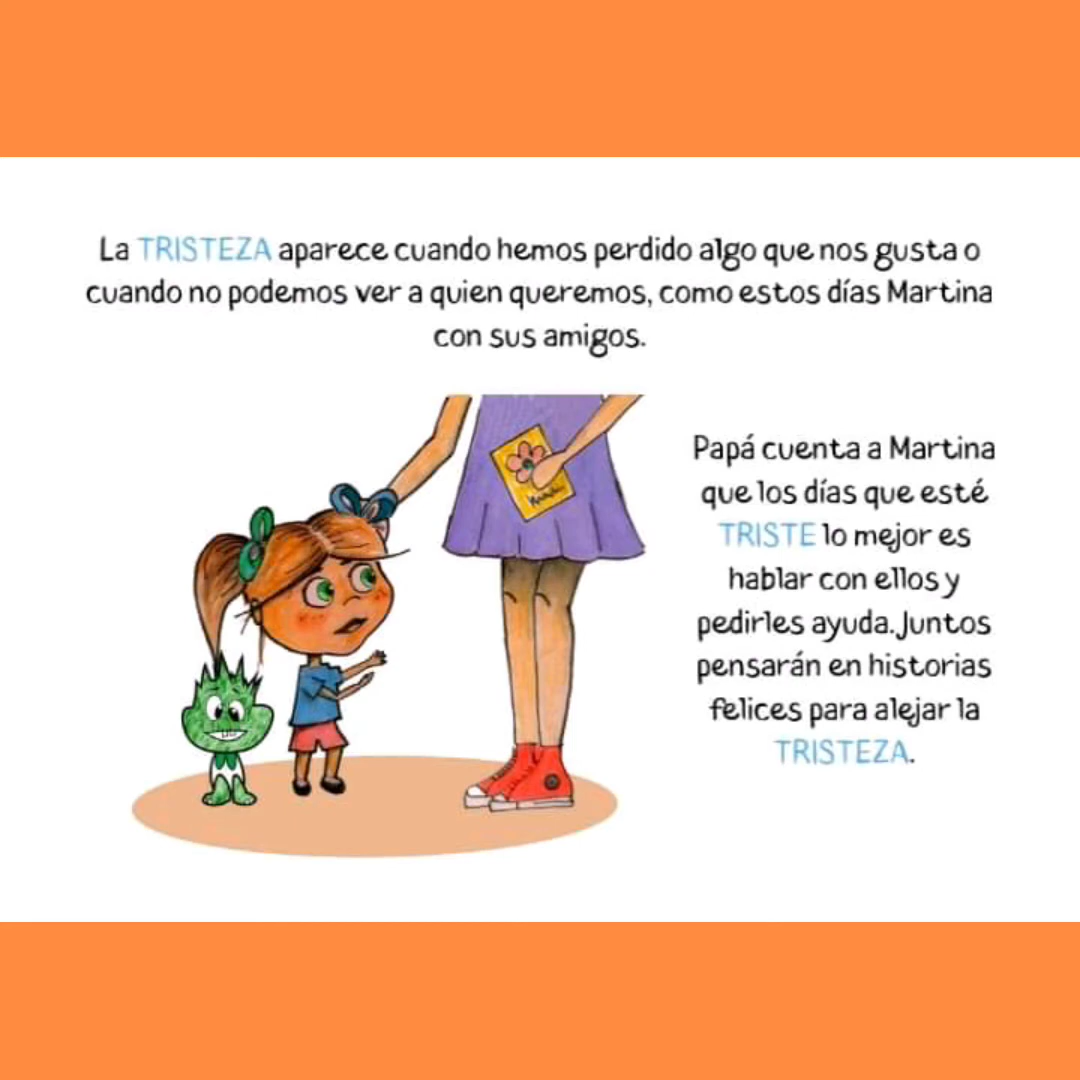 La TRISTEZA aparece cuando hemos perdido algo que nos gusta o
cuando no podemos ver a quien queremos, como estos días Martina
con sus amigos.
Papá cuenta a Martina
que los días que esté
TRISTE lo mejor es
hablar con ellos y
pedirles ayuda. Juntos
pensarán en historias
felices para alejar la
TRISTEZA.